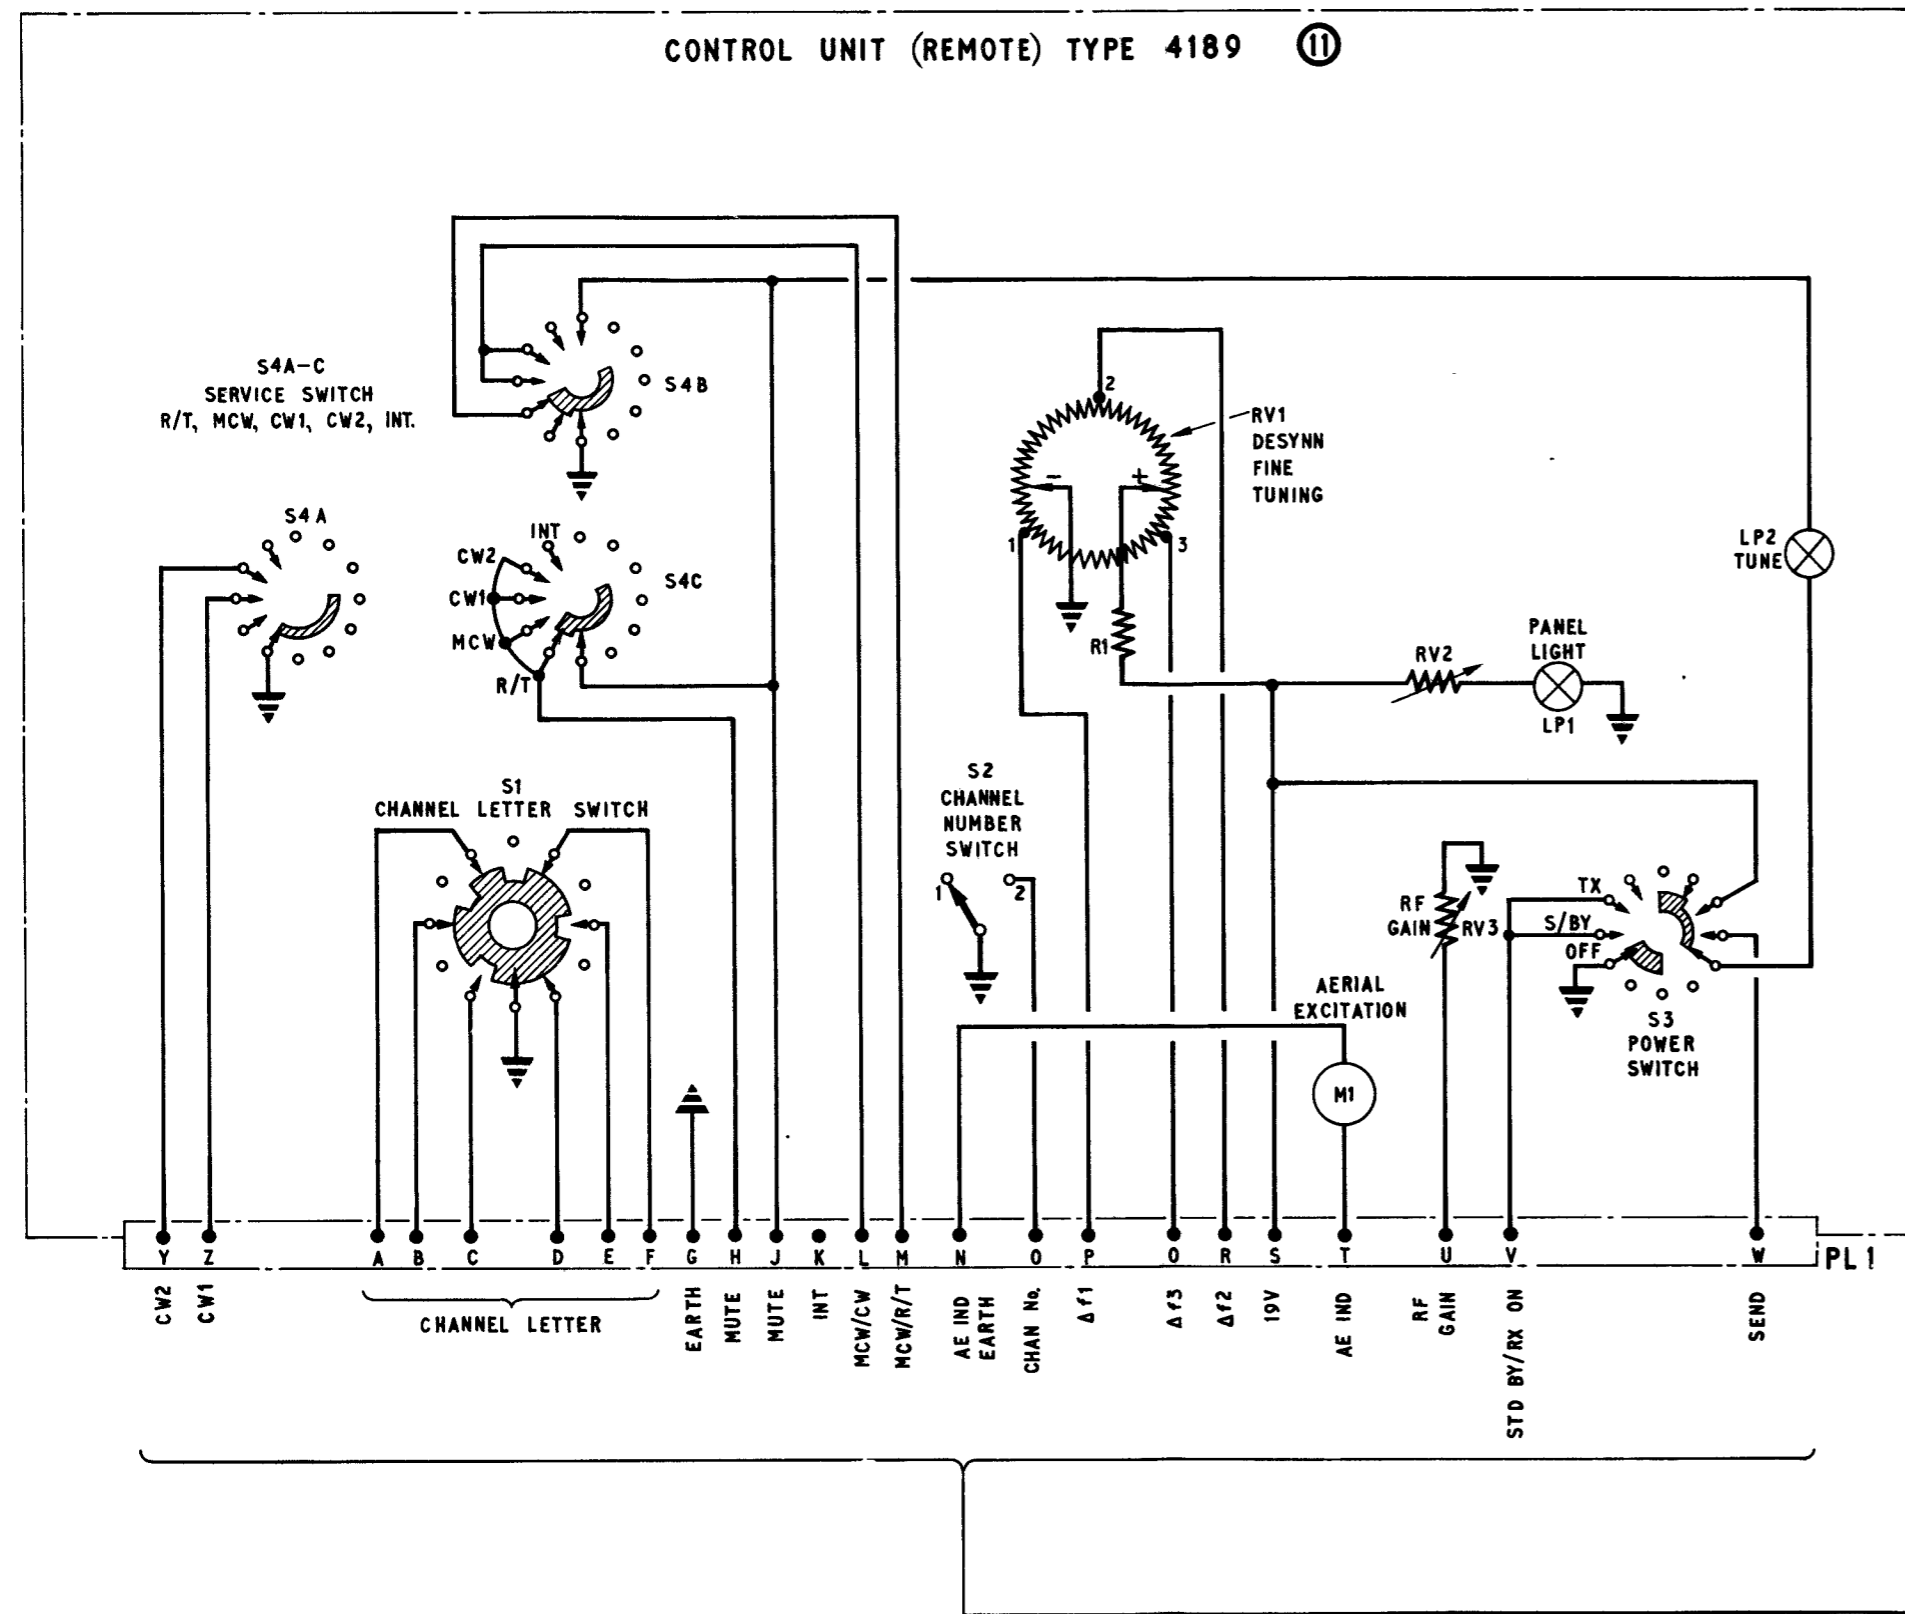 CONTROL UNIT (REMOTE) TYPE 4189 11
S4A-C
SERVICE SWITCH
R/T, MCW, CW1, CW2, INT.
S4B
S4A
INT
CW2
CW1
MCW
R/T
S4C
2
- +
1
3
RV1
DESYNN
FINE
TUNING
R1
LP2
TUNE
RV2
PANEL
LIGHT
LP1
S1
CHANNEL LETTER SWITCH
S2
CHANNEL
NUMBER
SWITCH
1 2
RF
GAIN
RV3
TX
S/BY
OFF
S3
POWER
SWITCH
AERIAL
EXCITATION
M1
Y Z A B C D E F G H J K L M N O P O R S T U V W
PL1
CW2
CW1
CHANNEL LETTER
EARTH
MUTE
MUTE
INT
MCW/CW
MCW/R/T
AE IND
EARTH
CHAN No.
Δf1
Δf3
Δf2
19V
AE IND
RF
GAIN
STD BY/RX ON
SEND